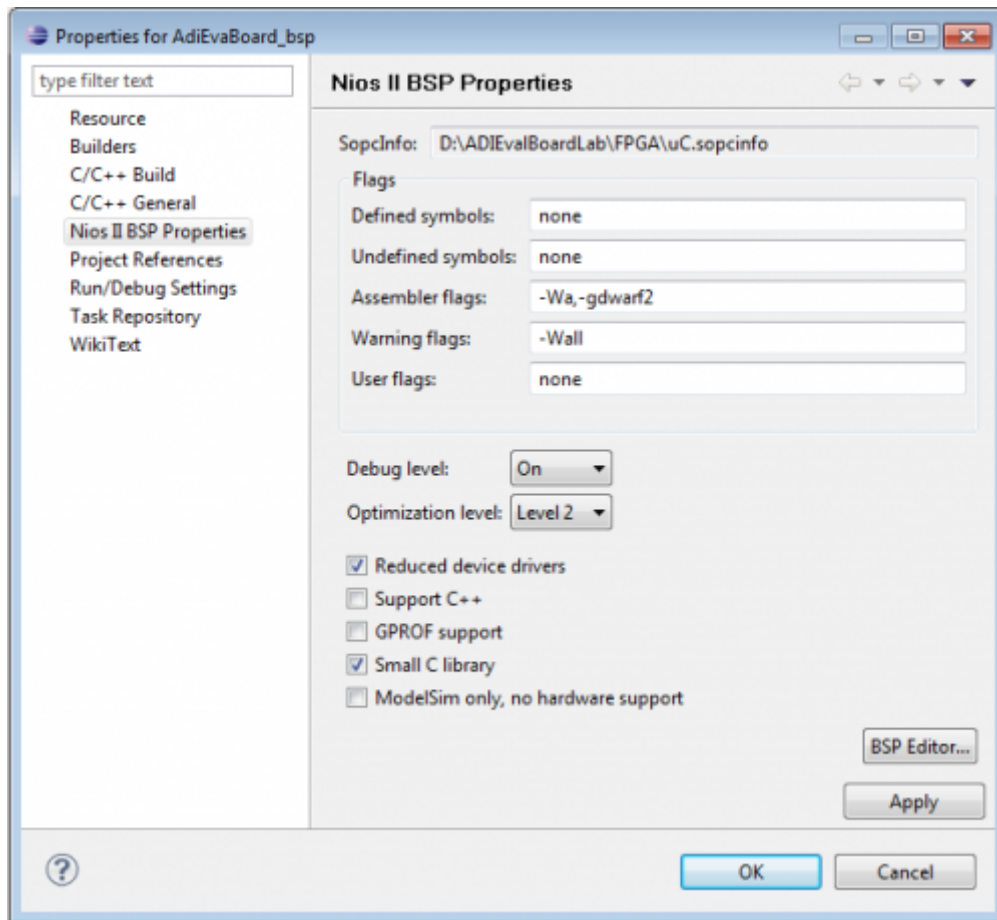 Properties for AdiEvaBoard_bsp
type filter text
Resource
Builders
C/C++ Build
C/C++ General
Nios II BSP Properties
Project References
Run/Debug Settings
Task Repository
WikiText
Nios II BSP Properties
SopcInfo: D:\ADIEvalBoardLab\FPGA\uC.sopcinfo
Flags
Defined symbols: none
Undefined symbols: none
Assembler flags: -Wa,-gdwarf2
Warning flags: -Wall
User flags: none
Debug level: On
Optimization level: Level 2
Reduced device drivers
Support C++
GPROF support
Small C library
ModelSim only, no hardware support
BSP Editor...
Apply
?
OK Cancel